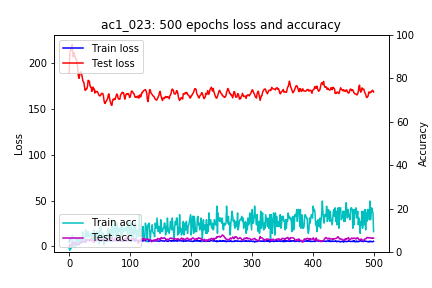 ac1_023: 500 epochs loss and accuracy
Train loss
Test loss
Train acc
Test acc
Loss
Accuracy
200
150
100
50
0
100
80
60
40
20
0
0
100
200
300
400
500